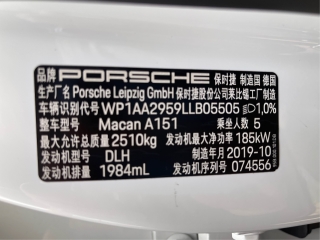 品牌 PORSCHE 保时捷 制造国 德国
生产厂名 Porsche Leipzig GmbH 保时捷股份公司莱比锡工厂制造
车辆识别代号 WP1AA2959LLB05505 1,0%
整车型号 Macan A151 乘坐人数 5
最大允许总质量 2510kg 发动机最大净功率 185kW
发动机型号 DLH 制造年月 2019-10
发动机排量 1984mL 发动机序列号 074556